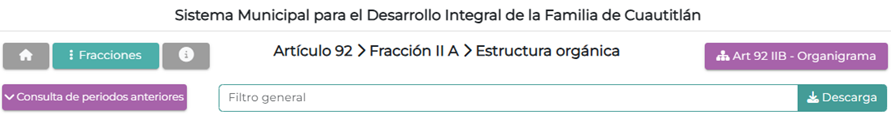 Sistema Municipal para el Desarrollo Integral de la Familia de Cuautitlán
Fracciones
Artículo 92 > Fracción II A > Estructura orgánica
Art 92 IIB - Organigrama
Consulta de periodos anteriores
Filtro general
Descarga